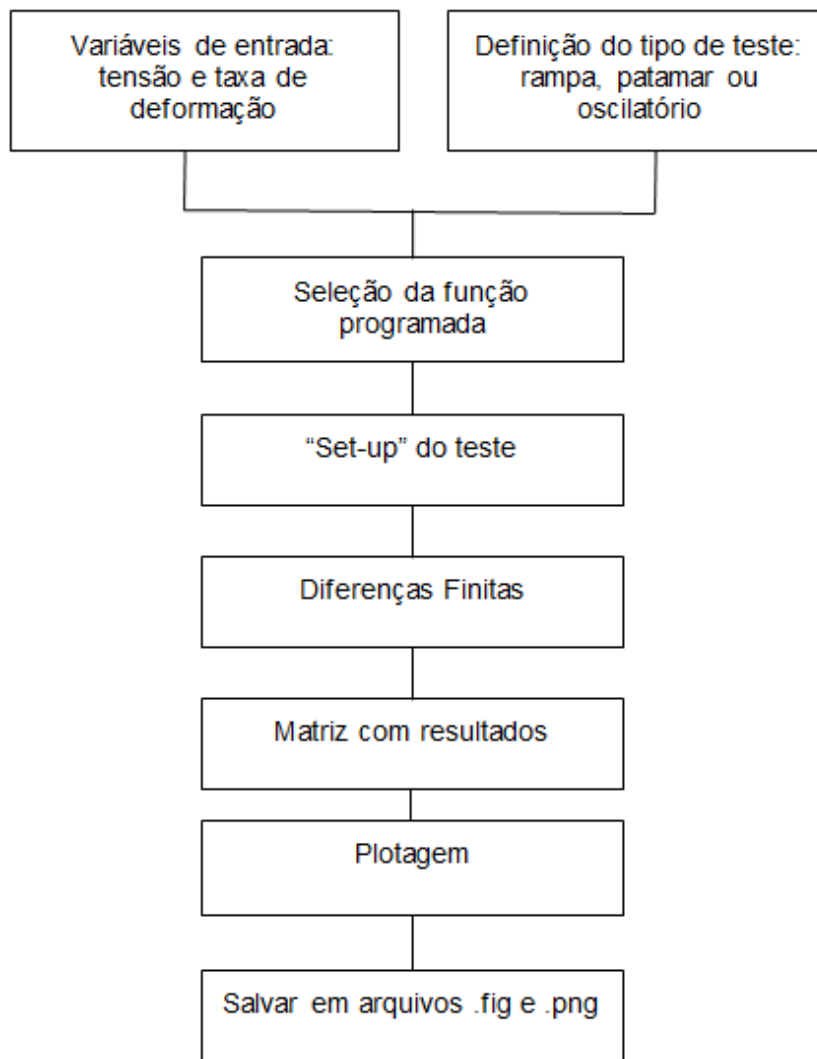 Variáveis de entrada:
tensão e taxa de
deformação
Definição do tipo de teste:
rampa, patamar ou
oscilatório
Seleção da função
programada
“Set-up” do teste
Diferenças Finitas
Matriz com resultados
Plotagem
Salvar em arquivos .fig e .png